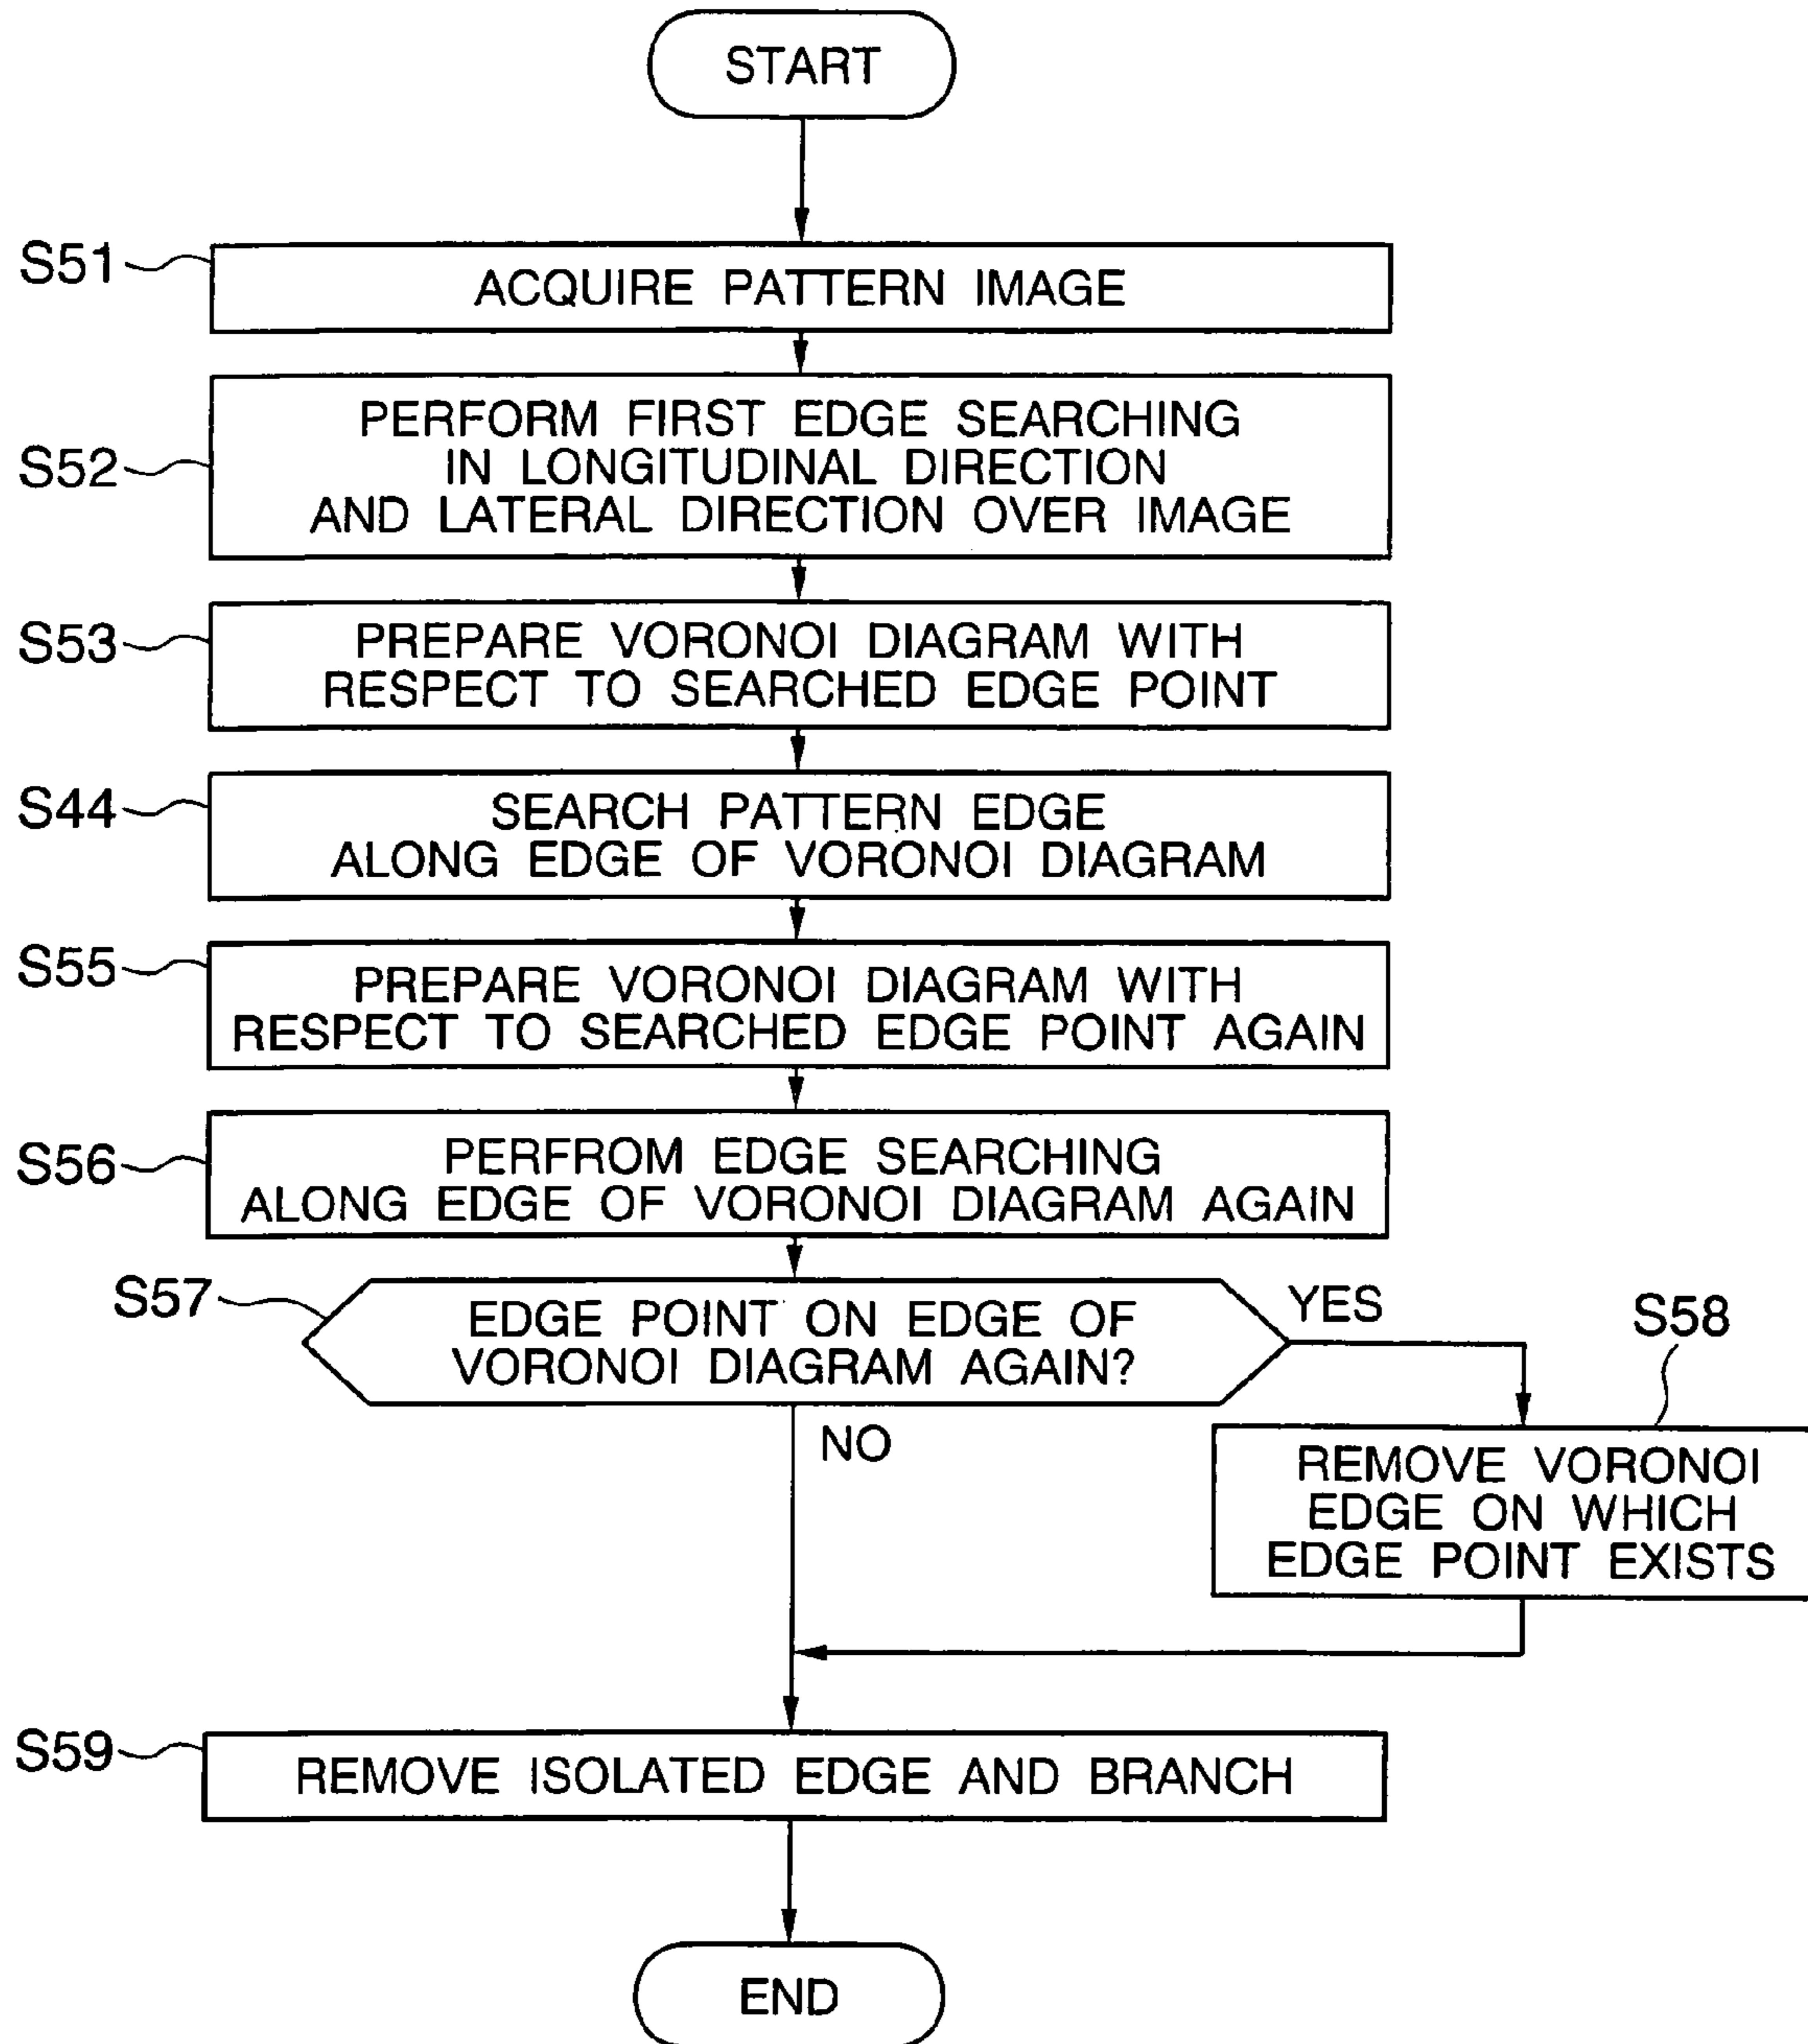 START
S51
ACQUIRE PATTERN IMAGE
S52
PERFORM FIRST EDGE SEARCHING
IN LONGITUDINAL DIRECTION
AND LATERAL DIRECTION OVER IMAGE
S53
PREPARE VORONOI DIAGRAM WITH
RESPECT TO SEARCHED EDGE POINT
S44
SEARCH PATTERN EDGE
ALONG EDGE OF VORONOI DIAGRAM
S55
PREPARE VORONOI DIAGRAM WITH
RESPECT TO SEARCHED EDGE POINT AGAIN
S56
PERFROM EDGE SEARCHING
ALONG EDGE OF VORONOI DIAGRAM AGAIN
S57
EDGE POINT ON EDGE OF
VORONOI DIAGRAM AGAIN?
YES
NO
S58
REMOVE VORONOI
EDGE ON WHICH
EDGE POINT EXISTS
S59
REMOVE ISOLATED EDGE AND BRANCH
END